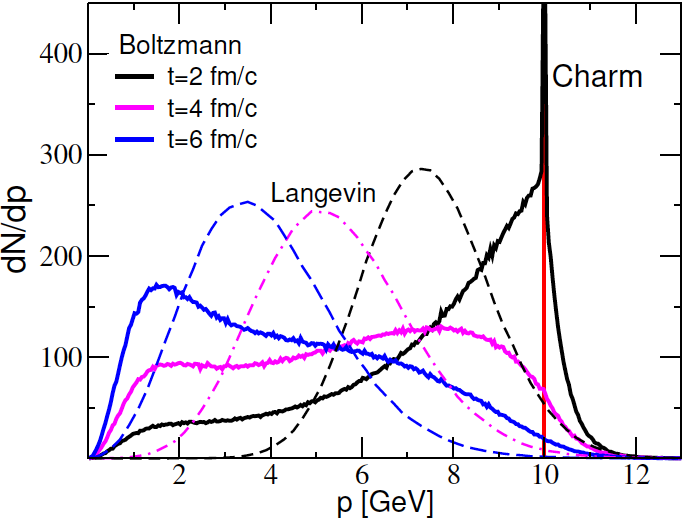 400
Boltzmann
t=2 fm/c
Charm
t=4 fm/c
t=6 fm/c
300
Langevin
dN/dp
200
100
2 4 6 8 10 12
p [GeV]